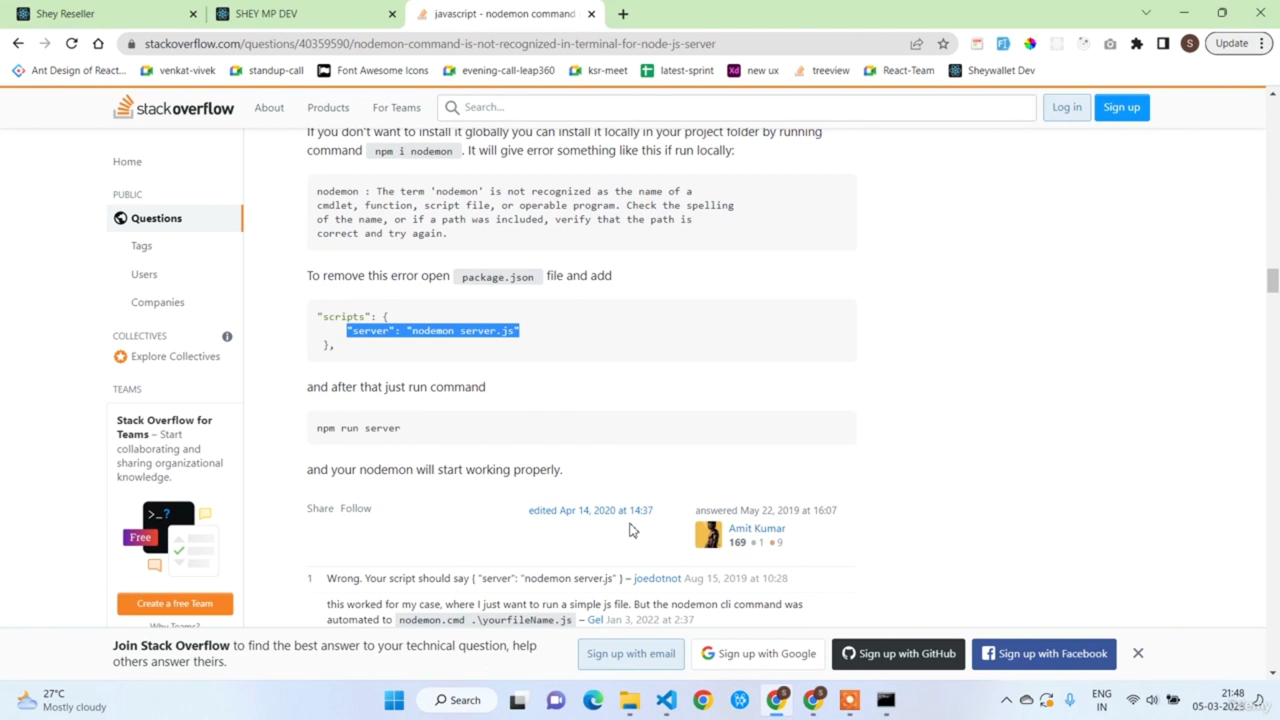 Shey Reseller
SHEY MP DEV
javascript - nodemon command
stackoverflow.com/questions/40359590/nodemon-command-is-not-recognized-in-terminal-for-node-js-server
S
Update
Ant Design of React...
venkat-vivek
standup-call
Font Awesome Icons
evening-call-leap360
ksr-meet
latest-sprint
new ux
treeview
React-Team
Sheywallet Dev
stackoverflow
About
Products
For Teams
Search...
Log in
Sign up
Home
PUBLIC
Questions
Tags
Users
Companies
COLLECTIVES
Explore Collectives
TEAMS
Stack Overflow for
Teams – Start
collaborating and
sharing organizational
knowledge.
Free
Create a free Team
Why Teams?
If you don't want to install it globally you can install it locally in your project folder by running
command npm i nodemon . It will give error something like this if run locally:
nodemon : The term 'nodemon' is not recognized as the name of a
cmdlet, function, script file, or operable program. Check the spelling
of the name, or if a path was included, verify that the path is
correct and try again.
To remove this error open package.json file and add
"scripts": {
"server": "nodemon server.js"
},
and after that just run command
npm run server
and your nodemon will start working properly.
Share Follow
edited Apr 14, 2020 at 14:37
answered May 22, 2019 at 16:07
Amit Kumar
169 1 9
1 Wrong. Your script should say { "server": "nodemon server.js" } – joedotnot Aug 15, 2019 at 10:28
this worked for my case, where I just want to run a simple js file. But the nodemon cli command was
automated to nodemon.cmd .\yourfileName.js – Gel Jan 3, 2022 at 2:37
Join Stack Overflow to find the best answer to your technical question, help
others answer theirs.
Sign up with email
Sign up with Google
Sign up with GitHub
Sign up with Facebook
27°C
Mostly cloudy
Search
ENG
IN
21:48